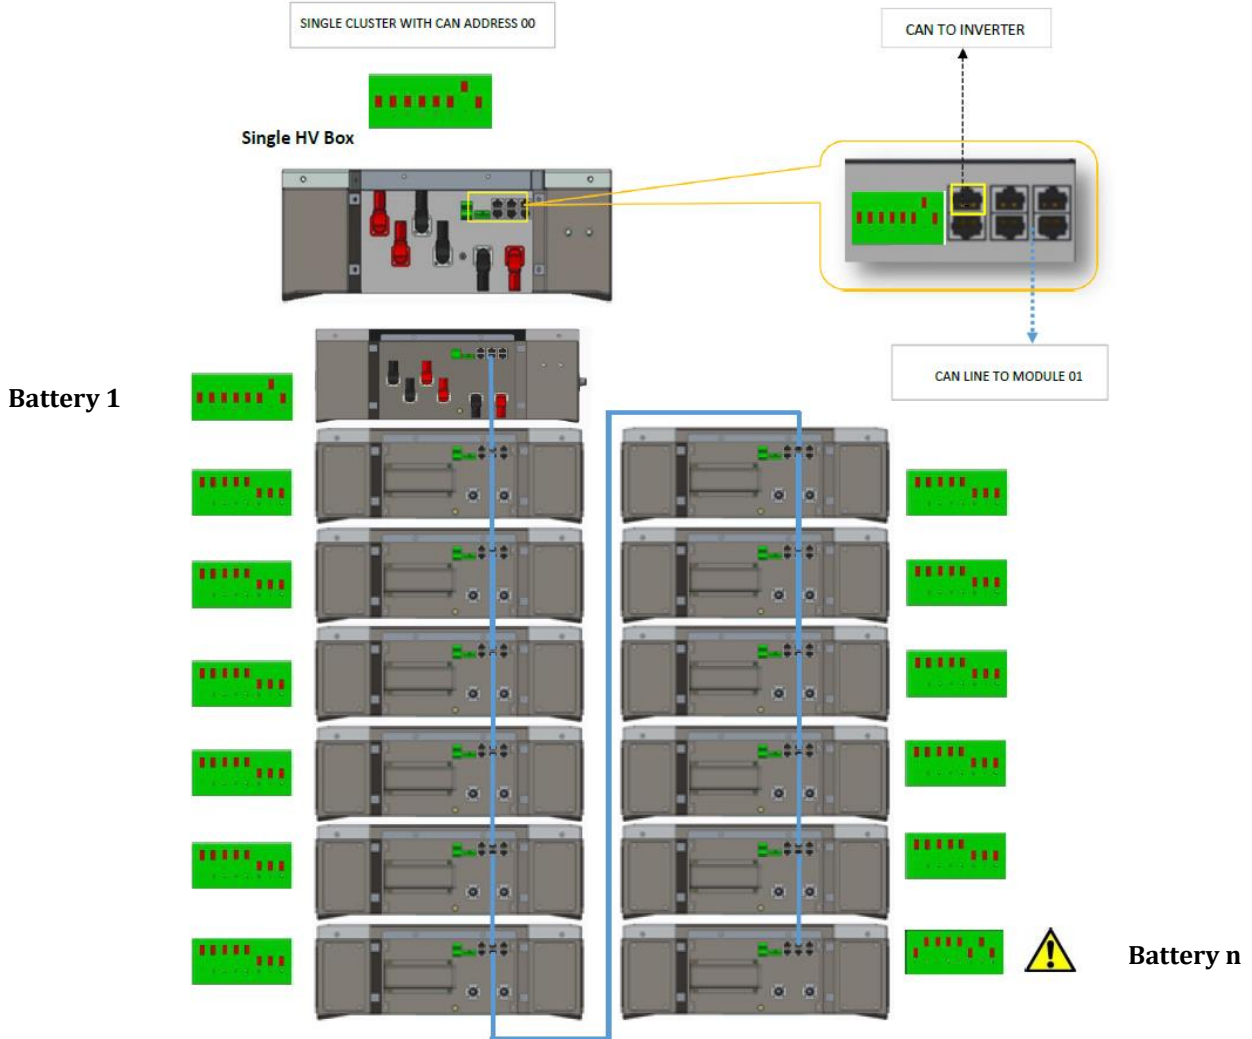 SINGLE CLUSTER WITH CAN ADDRESS 00
CAN TO INVERTER
Single HV Box
CAN LINE TO MODULE 01
Battery 1
Battery n